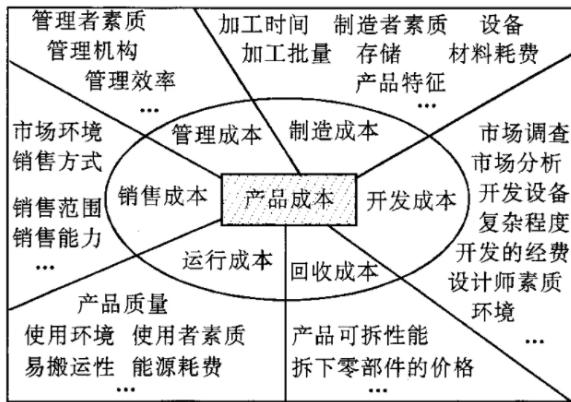 管理者素质
管理机构
管理效率
…
加工时间 制造者素质 设备
加工批量 存储 材料耗费
产品特征
…
管理成本
制造成本
市场环境
销售方式
销售范围
销售能力
…
销售成本
产品成本
开发成本
市场调查
市场分析
开发设备
复杂程度
开发的经费
设计师素质
环境
…
运行成本
回收成本
产品质量
使用环境 使用者素质
易搬运性 能源耗费
…
产品可拆性能
拆下零部件的价格
…